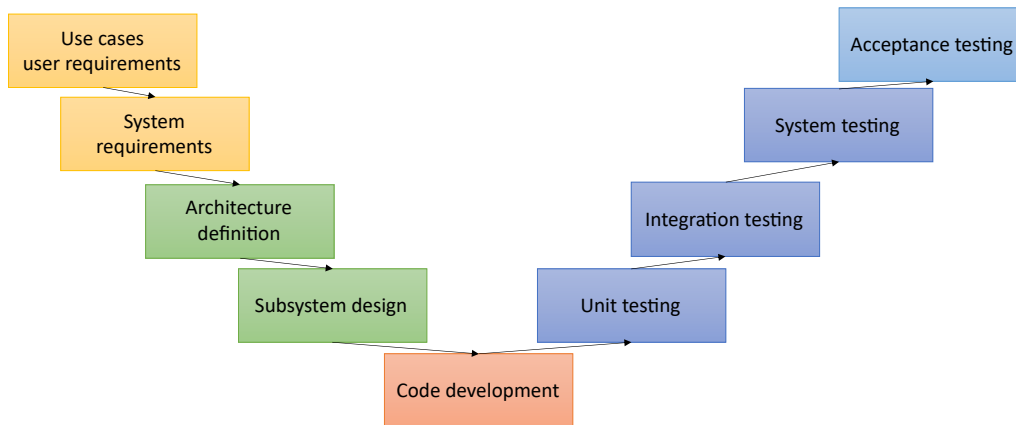 Use cases
user requirements
System
requirements
Architecture
definition
Subsystem design
Code development
Unit testing
Integration testing
System testing
Acceptance testing